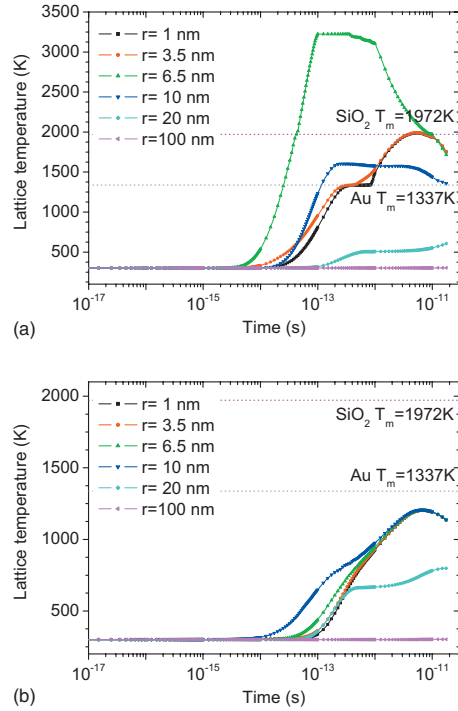 3500
3000
2500
2000
1500
1000
500
Lattice temperature (K)
r= 1 nm
r= 3.5 nm
r= 6.5 nm
r= 10 nm
r= 20 nm
r= 100 nm
SiO₂ Tₘ=1972K
Au Tₘ=1337K
10⁻¹⁷ 10⁻¹⁵ 10⁻¹³ 10⁻¹¹
Time (s)
(a)
2000
1500
1000
500
Lattice temperature (K)
r= 1 nm
r= 3.5 nm
r= 6.5 nm
r= 10 nm
r= 20 nm
r= 100 nm
SiO₂ Tₘ=1972K
Au Tₘ=1337K
10⁻¹⁷ 10⁻¹⁵ 10⁻¹³ 10⁻¹¹
Time (s)
(b)